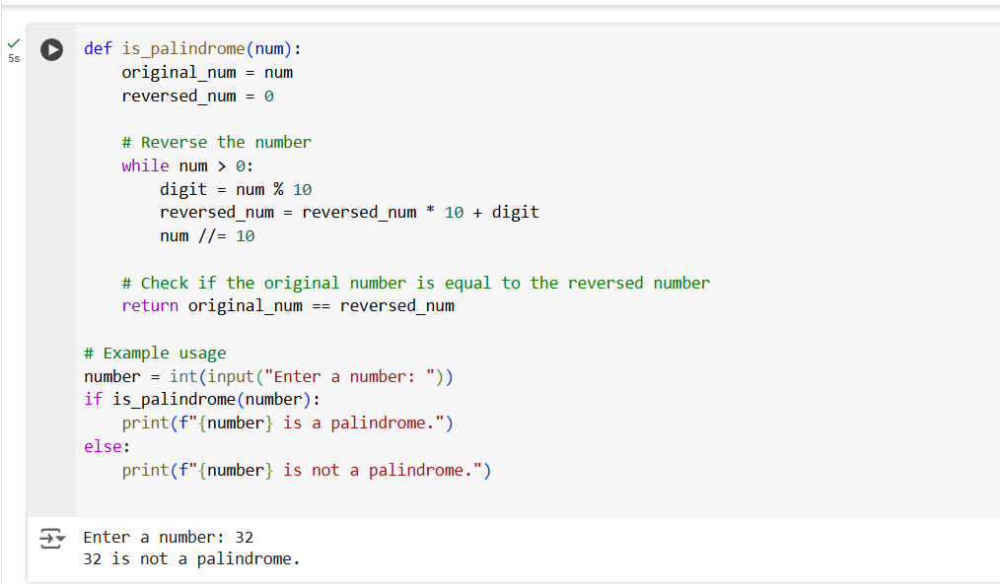 5s
def is_palindrome(num):
    original_num = num
    reversed_num = 0

    # Reverse the number
    while num > 0:
        digit = num % 10
        reversed_num = reversed_num * 10 + digit
        num //= 10

    # Check if the original number is equal to the reversed number
    return original_num == reversed_num

# Example usage
number = int(input("Enter a number: "))
if is_palindrome(number):
    print(f"{number} is a palindrome.")
else:
    print(f"{number} is not a palindrome.")

Enter a number: 32
32 is not a palindrome.